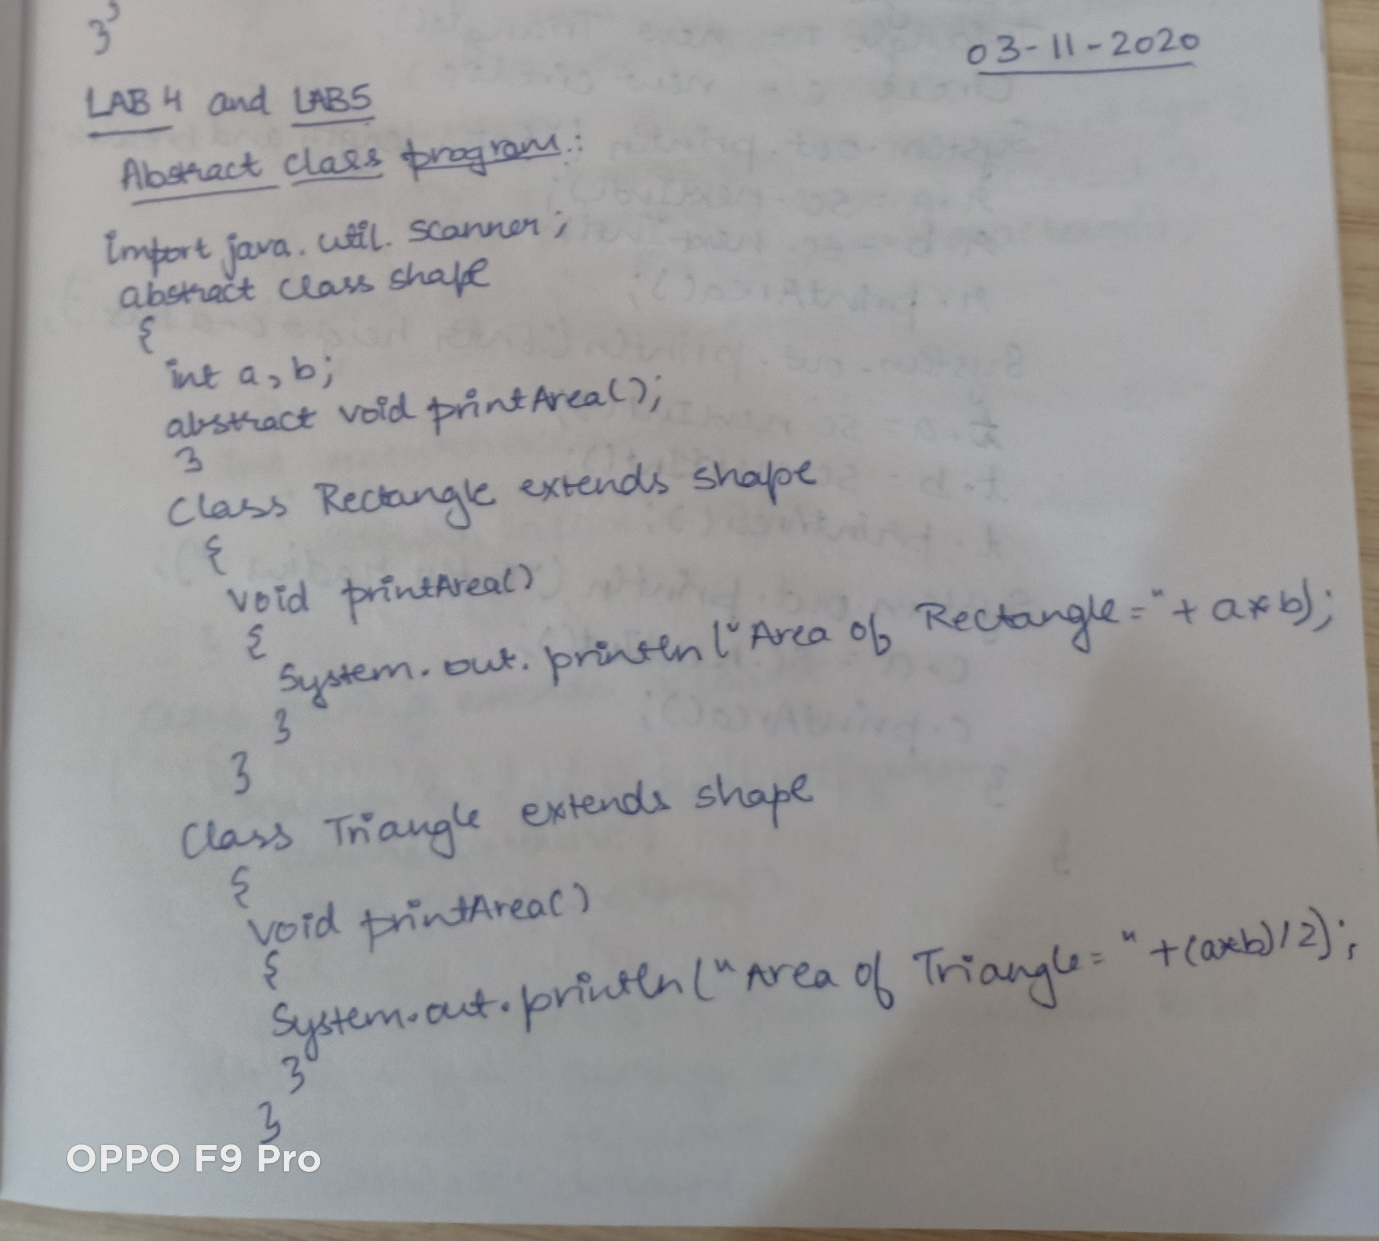 }
03-11-2020
LAB 4 and LAB5
Abstract class program:
import java.util.scanner;
abstract class shape
{
int a, b;
abstract void printArea();
}
class Rectangle extends shape
{
void printArea()
{
System.out.println("Area of Rectangle="+ a*b);
}
}
class Triangle extends shape
{
void printArea()
{
System.out.println("Area of Triangle= "+(a*b)/2);
}
}
OPPO F9 Pro